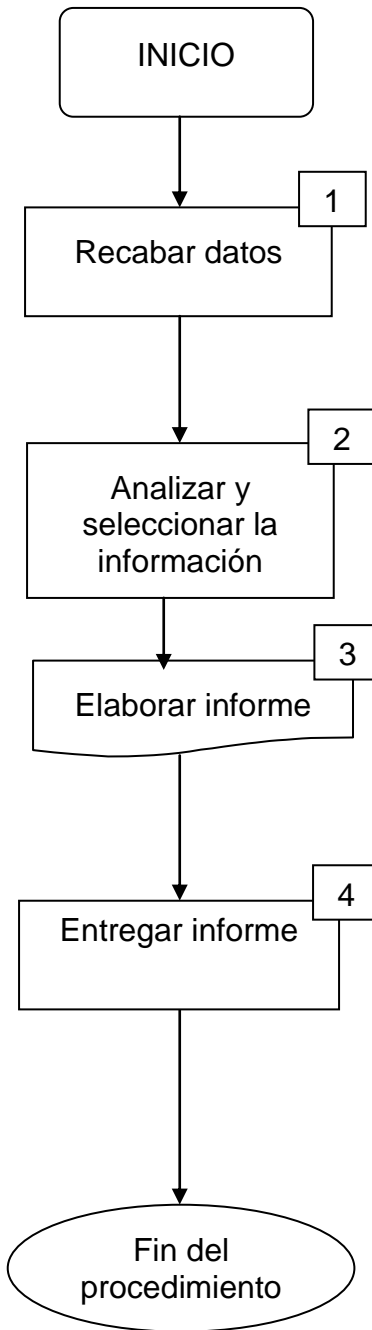 INICIO
1
Recabar datos
2
Analizar y
seleccionar la
información
3
Elaborar informe
4
Entregar informe
Fin del
procedimiento